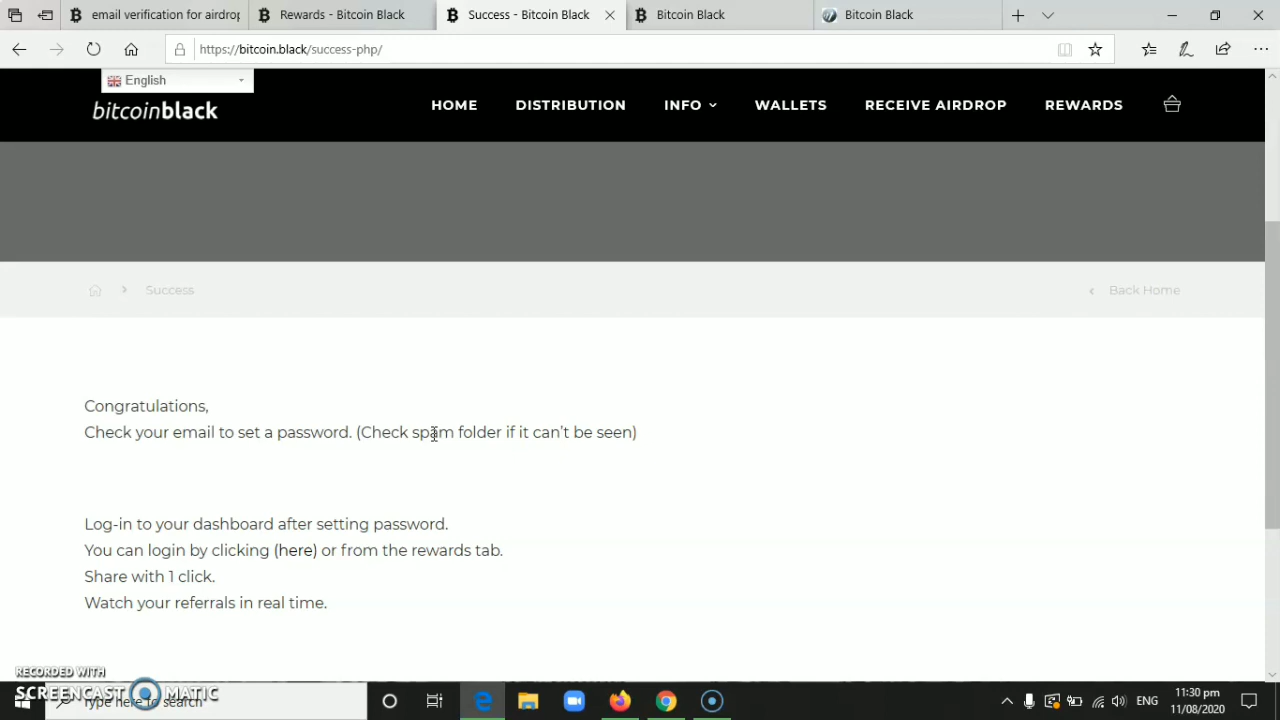 email verification for airdrop
Rewards - Bitcoin Black
Success - Bitcoin Black
Bitcoin Black
Bitcoin Black
https://bitcoin.black/success-php/
English
bitcoinblack
HOME
DISTRIBUTION
INFO
WALLETS
RECEIVE AIRDROP
REWARDS
Success
Back Home
Congratulations,
Check your email to set a password. (Check spam folder if it can't be seen)
Log-in to your dashboard after setting password.
You can login by clicking (here) or from the rewards tab.
Share with 1 click.
Watch your referrals in real time.
RECORDED WITH
SCREENCAST MATIC
Type here to search
ENG
11:30 pm
11/08/2020